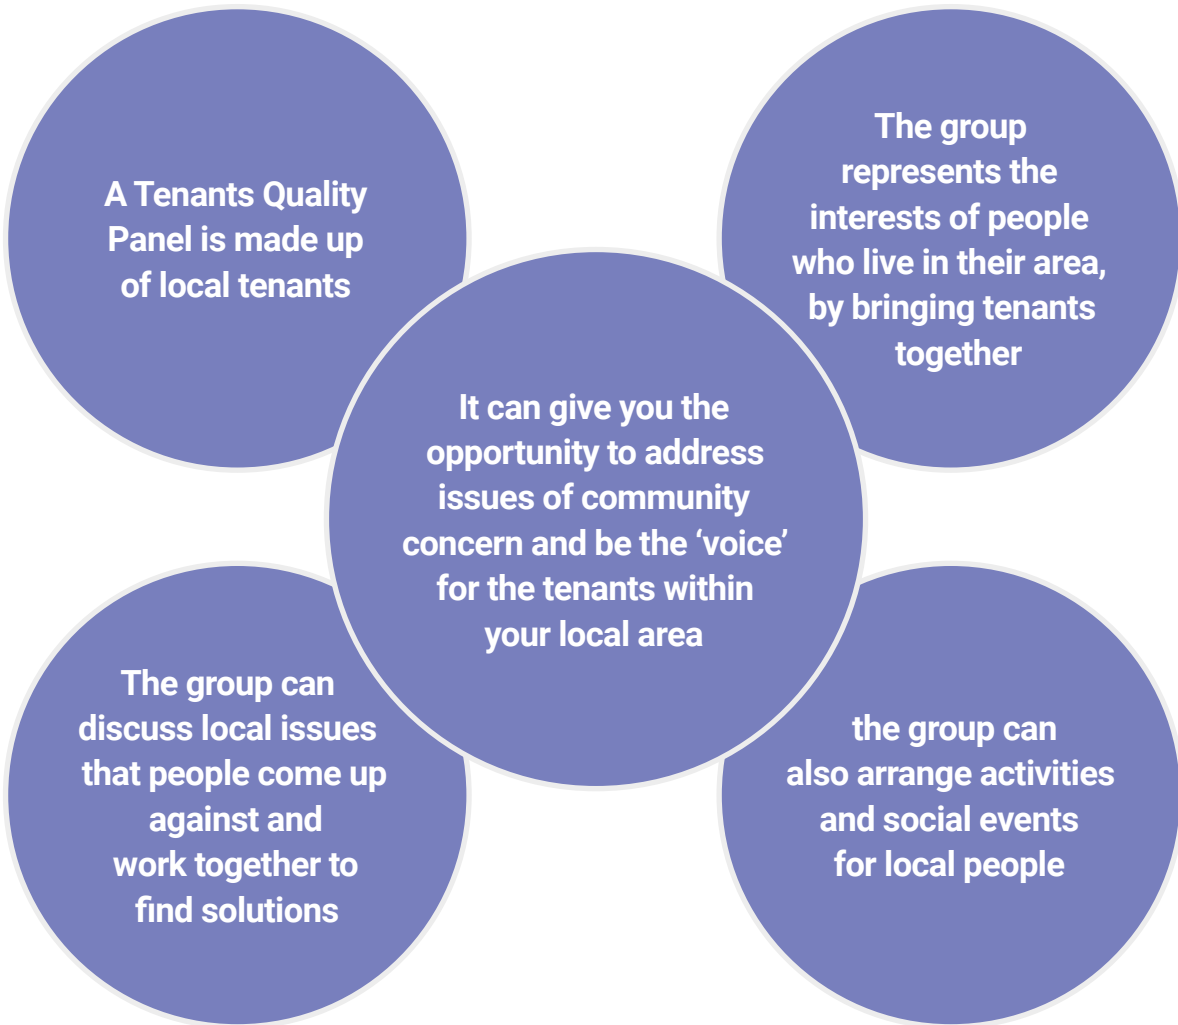 A Tenants Quality
Panel is made up
of local tenants
The group
represents the
interests of people
who live in their area,
by bringing tenants
together
It can give you the
opportunity to address
issues of community
concern and be the ‘voice’
for the tenants within
your local area
The group can
discuss local issues
that people come up
against and
work together to
find solutions
the group can
also arrange activities
and social events
for local people